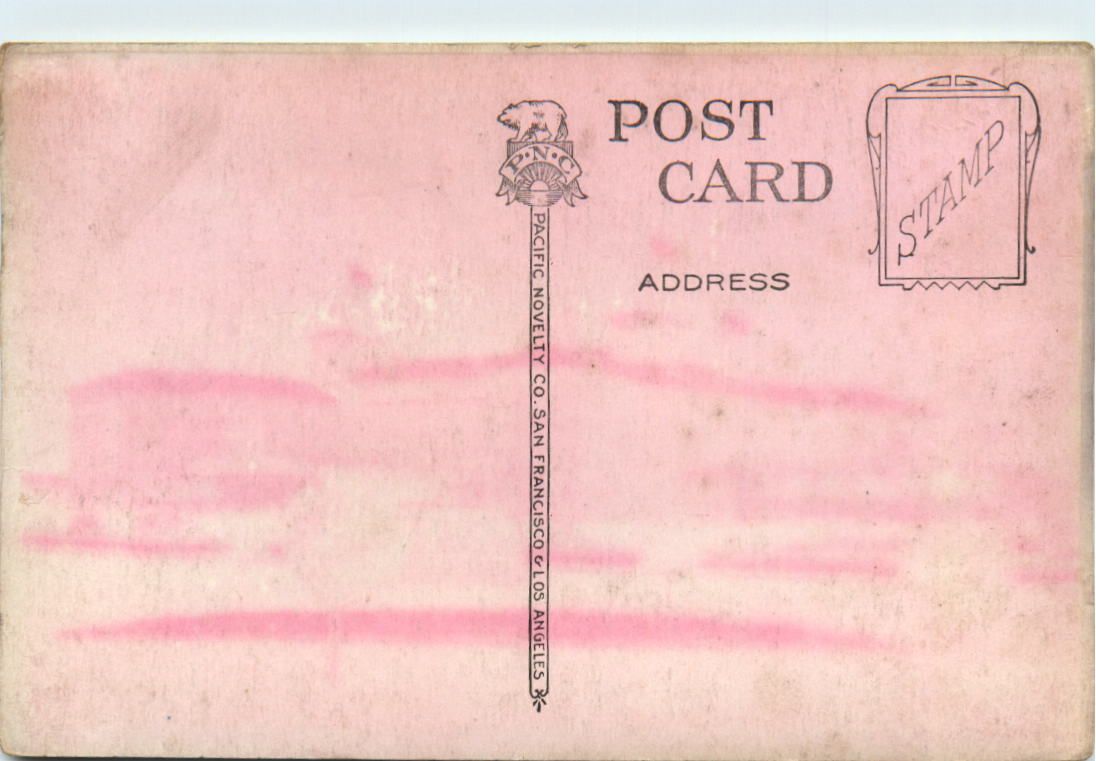 P·N·C
PACIFIC NOVELTY CO. SAN FRANCISCO & LOS ANGELES
POST
CARD
ADDRESS
STAMP